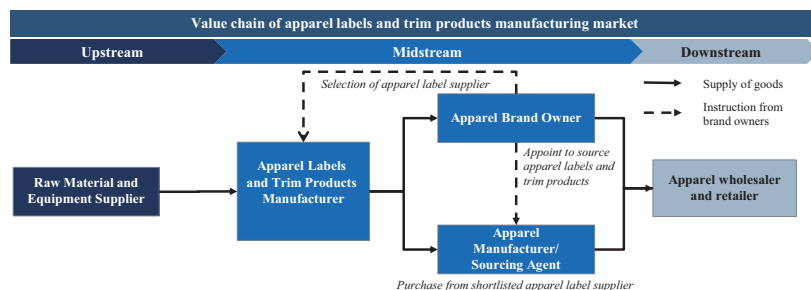 Value chain of apparel labels and trim products manufacturing market
Upstream
Midstream
Downstream
Selection of apparel label supplier
Supply of goods
Instruction from
brand owners
Apparel Brand Owner
Appoint to source
apparel labels and
trim products
Raw Material and
Equipment Supplier
Apparel Labels
and Trim Products
Manufacturer
Apparel wholesaler
and retailer
Apparel
Manufacturer/
Sourcing Agent
Purchase from shortlisted apparel label supplier